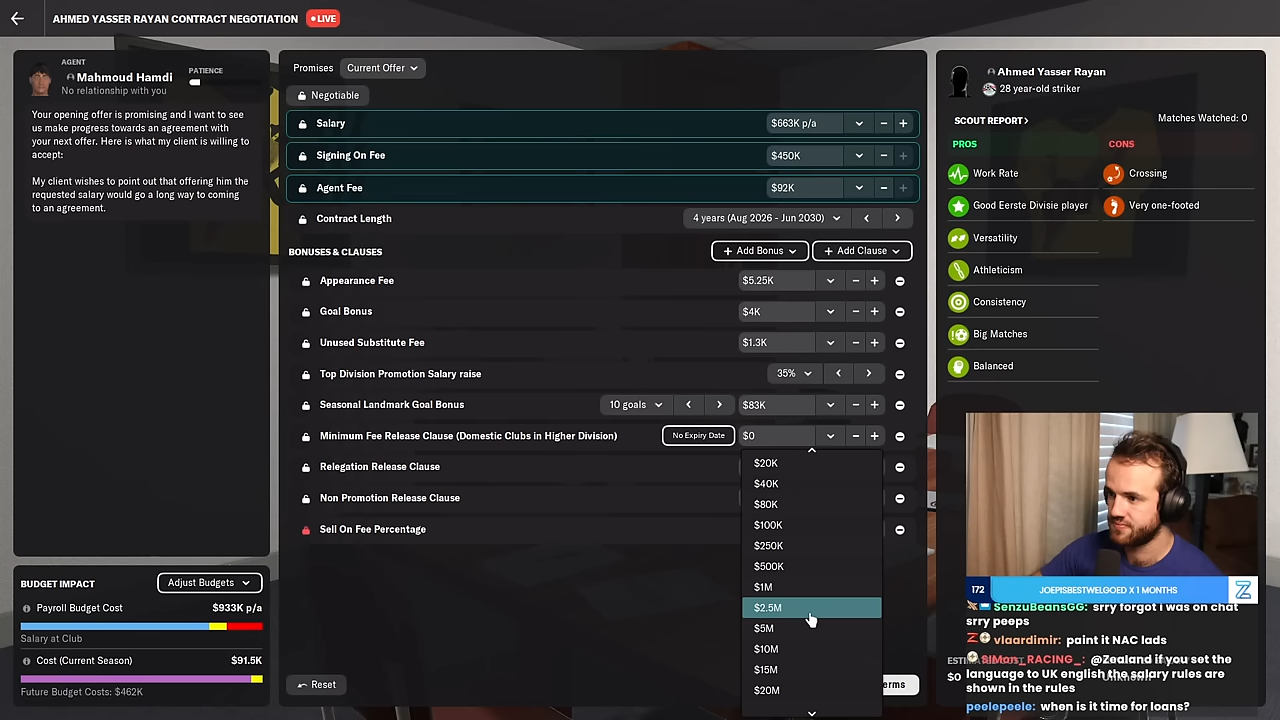 AHMED YASSER RAYAN CONTRACT NEGOTIATION
LIVE
AGENT
Mahmoud Hamdi
No relationship with you
PATIENCE
Your opening offer is promising and I want to see
us make progress towards an agreement with
your next offer. Here is what my client is willing to
accept:
My client wishes to point out that offering him the
requested salary would go a long way to coming
to an agreement.
BUDGET IMPACT
Adjust Budgets
Payroll Budget Cost
$933K p/a
Salary at Club
Cost (Current Season)
$91.5K
Future Budget Costs: $462K
Promises
Current Offer
Negotiable
Salary
$663K p/a
Signing On Fee
$450K
Agent Fee
$92K
Contract Length
4 years (Aug 2026 - Jun 2030)
BONUSES & CLAUSES
+ Add Bonus
+ Add Clause
Appearance Fee
$5.25K
Goal Bonus
$4K
Unused Substitute Fee
$1.3K
Top Division Promotion Salary raise
35%
Seasonal Landmark Goal Bonus
10 goals
$83K
Minimum Fee Release Clause (Domestic Clubs in Higher Division)
No Expiry Date
$0
Relegation Release Clause
Non Promotion Release Clause
Sell On Fee Percentage
$20K
$40K
$80K
$100K
$250K
$500K
$1M
$2.5M
$5M
$10M
$15M
$20M
Reset
erms
Ahmed Yasser Rayan
28 year-old striker
SCOUT REPORT>
Matches Watched: 0
PROS
CONS
Work Rate
Crossing
Good Eerste Divisie player
Very one-footed
Versatility
Athleticism
Consistency
Big Matches
Balanced
172
JOEPISBESTWELGOED X 1 MONTHS
Z
SenzuBeansGG: srry forgot i was on chat
srry peeps
vlaardimir: paint it NAC lads
SiMon_RACING_: @Zealand if you set the
language to UK english the salary rules are
shown in the rules
peelepeele: when is it time for loans?
$0